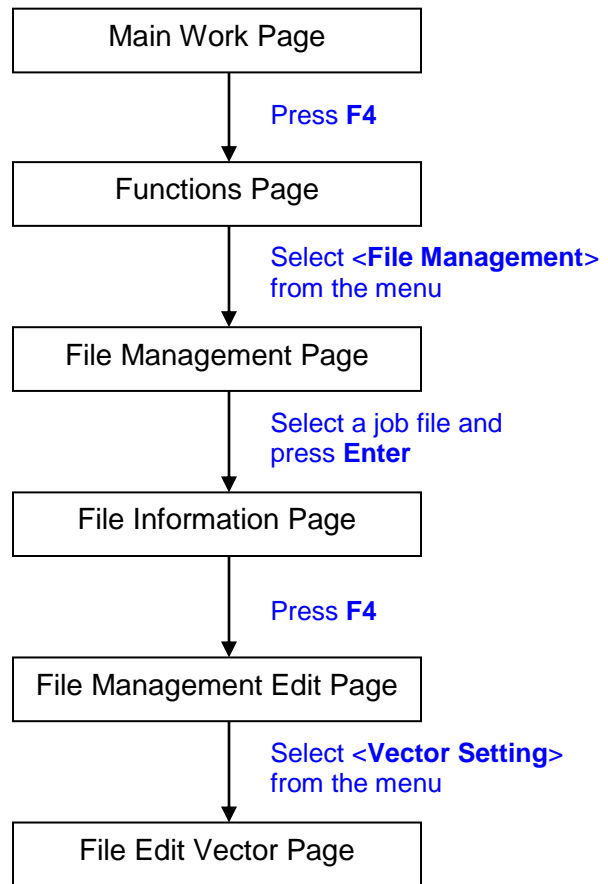 Main Work Page
Press F4
Functions Page
Select <File Management>
from the menu
File Management Page
Select a job file and
press Enter
File Information Page
Press F4
File Management Edit Page
Select <Vector Setting>
from the menu
File Edit Vector Page